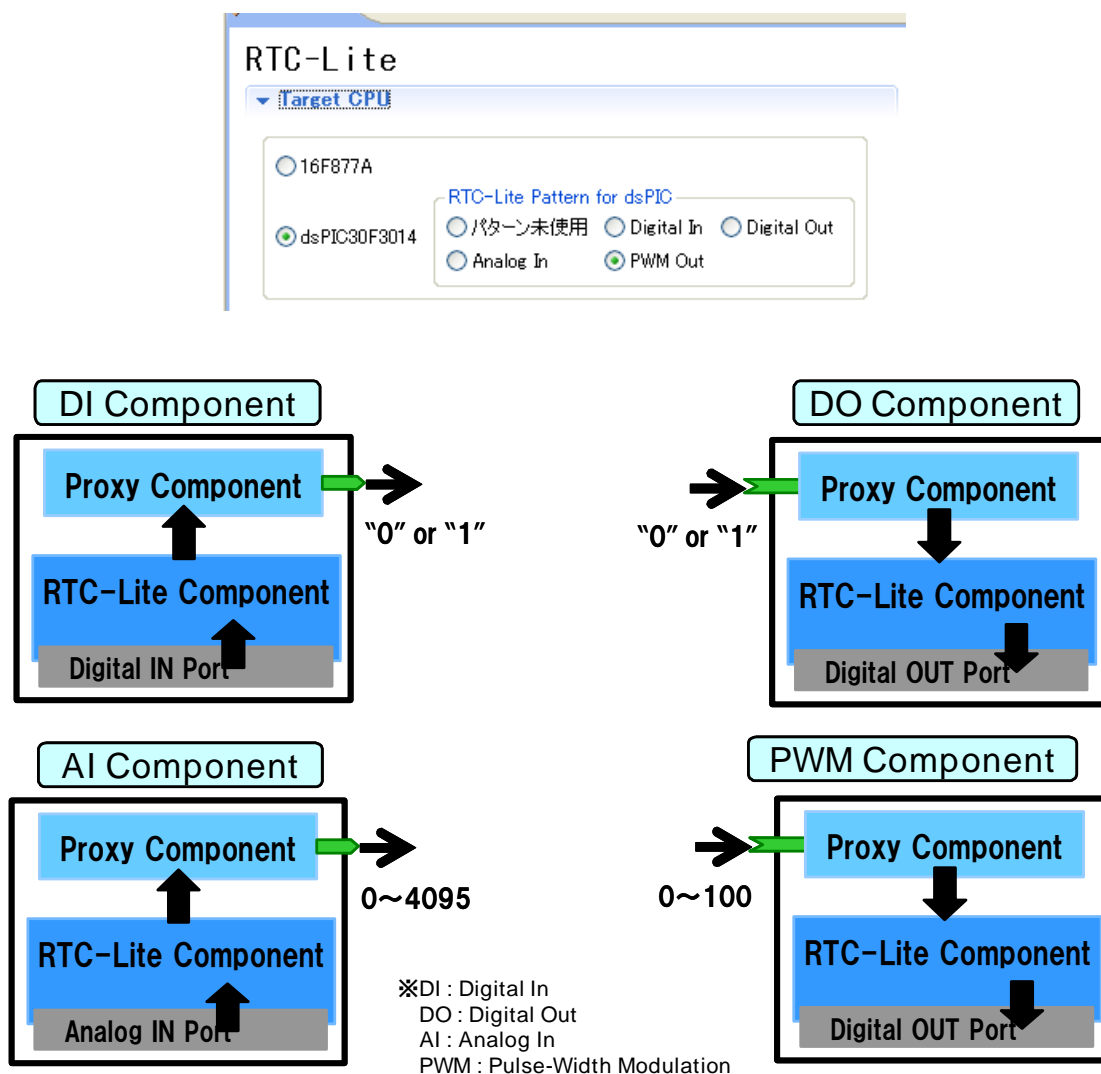 RTC-Lite
Target CPU
16F877A
RTC-Lite Pattern for dsPIC
dsPIC30F3014
パターン未使用 Digital In Digital Out
Analog In PWM Out
DI Component
DO Component
Proxy Component
Proxy Component
“0” or “1”
“0” or “1”
RTC-Lite Component
RTC-Lite Component
Digital IN Port
Digital OUT Port
AI Component
PWM Component
Proxy Component
Proxy Component
0～4095
0～100
RTC-Lite Component
RTC-Lite Component
Analog IN Port
Digital OUT Port
※DI : Digital In
DO : Digital Out
AI : Analog In
PWM : Pulse-Width Modulation